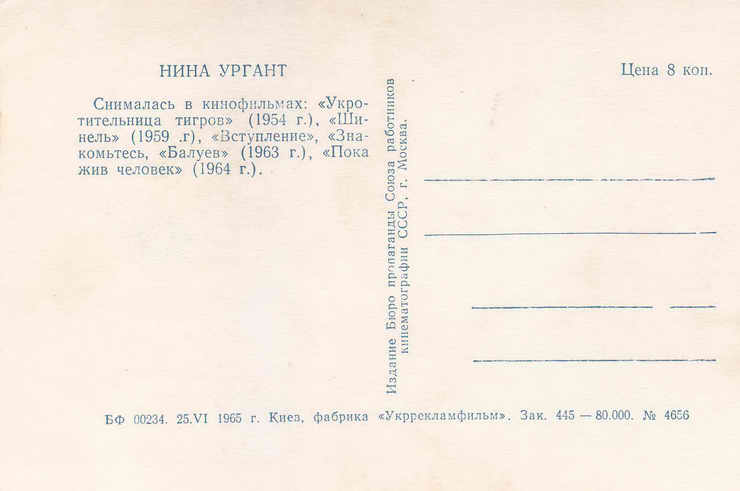 НИНА УРГАНТ
Снималась в кинофильмах: «Укро-
тительница тигров» (1954 г.), «Ши-
нель» (1959 .г), «Вступление», «Зна-
комьтесь, «Балуев» (1963 г.), «Пока
жив человек» (1964 г.).
Издание Бюро пропаганды Союза работников
кинематографии СССР, г. Москва.
Цена 8 коп.
БФ 00234. 25.VI 1965 г. Киев, фабрика «Укррекламфильм». Зак. 445 — 80.000. № 4656